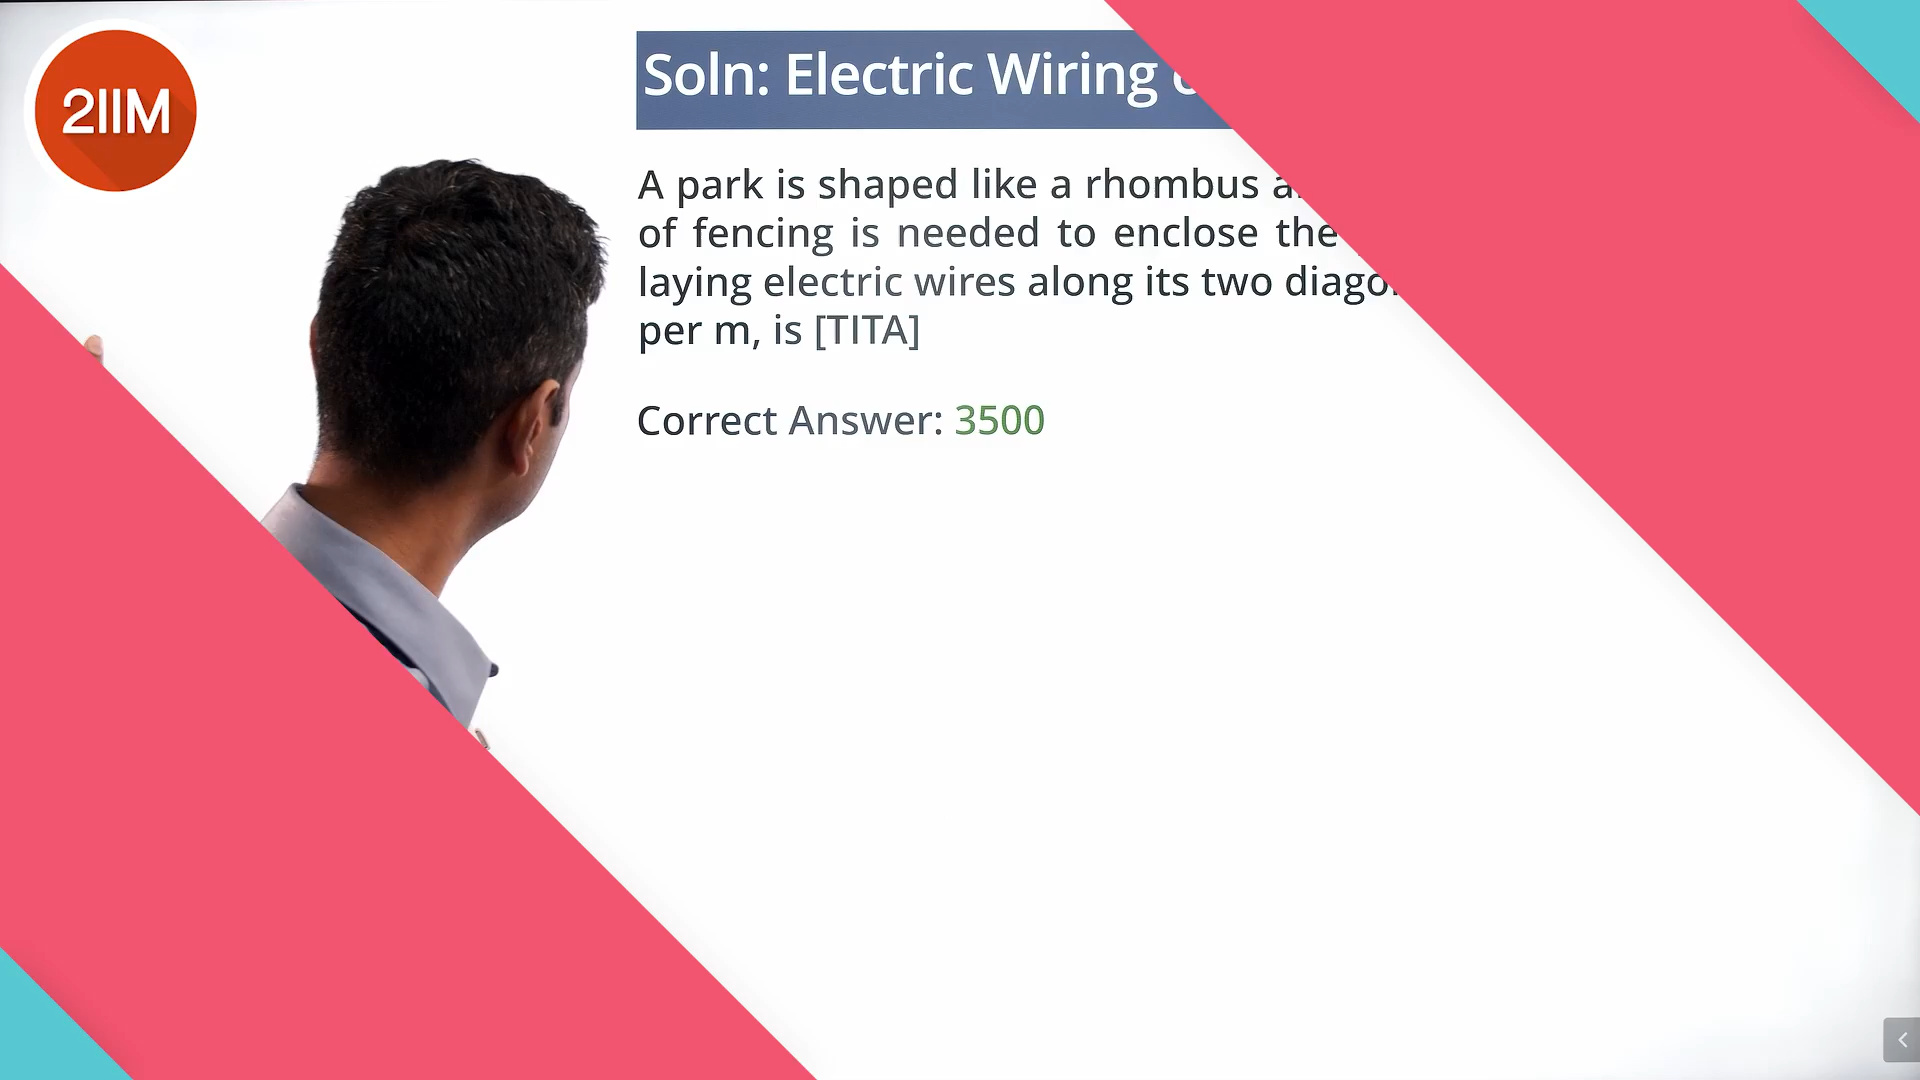 2IIM
Soln: Electric Wiring
A park is shaped like a rhombus
of fencing is needed to enclose the
laying electric wires along its two
per m, is [TITA]
Correct Answer: 3500